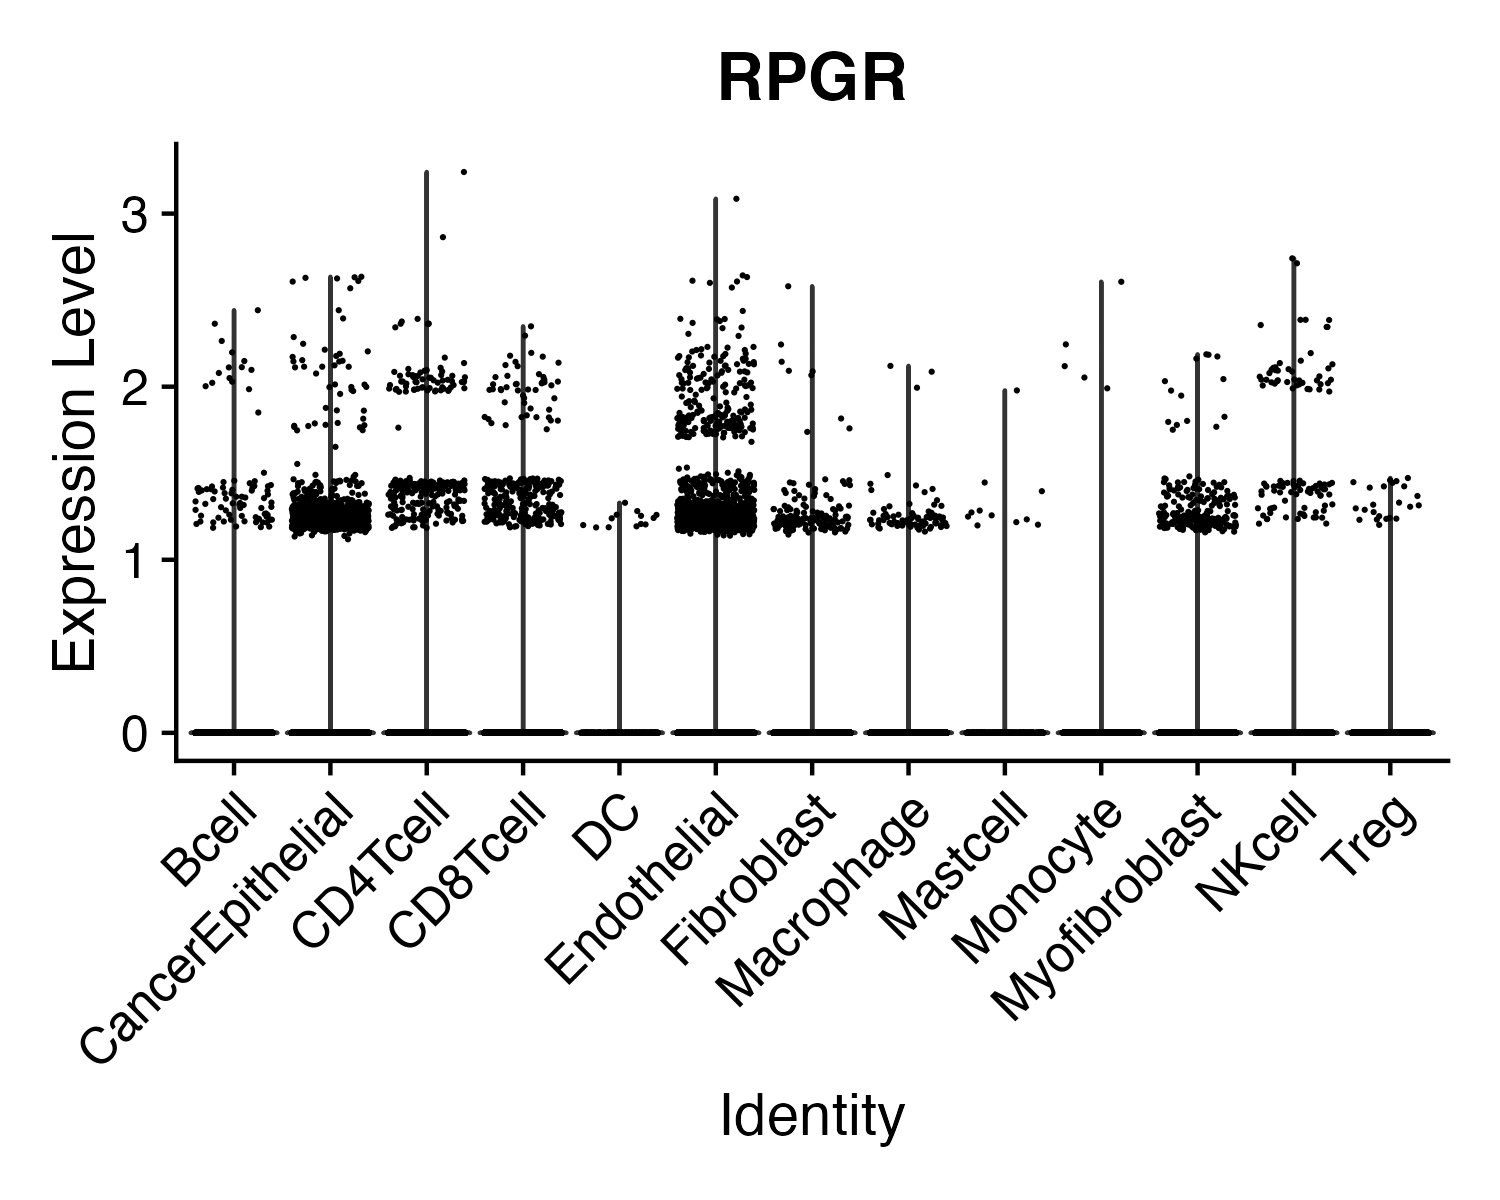 RPGR
Expression Level
3
2
1
0
Bcell
CancerEpithelial
CD4Tcell
CD8Tcell
DC
Endothelial
Fibroblast
Macrophage
Mastcell
Monocyte
Myofibroblast
NKcell
Treg
Identity